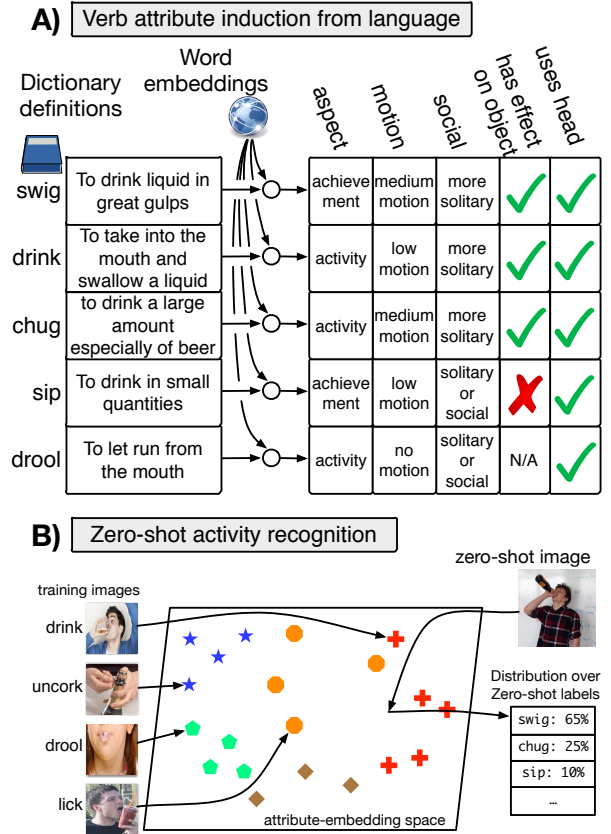 A) Verb attribute induction from language
Dictionary
definitions
Word
embeddings
aspect
motion
social
has effect
on object
uses head
swig
To drink liquid in
great gulps
achieve
ment
medium
motion
more
solitary
drink
To take into the
mouth and
swallow a liquid
activity
low
motion
more
solitary
chug
to drink a large
amount
especially of beer
activity
medium
motion
more
solitary
sip
To drink in small
quantities
achieve
ment
low
motion
solitary
or
social
drool
To let run from
the mouth
activity
no
motion
solitary
or
social
N/A
B) Zero-shot activity recognition
training images
drink
uncork
drool
lick
attribute-embedding space
zero-shot image
Distribution over
Zero-shot labels
swig: 65%
chug: 25%
sip: 10%
…